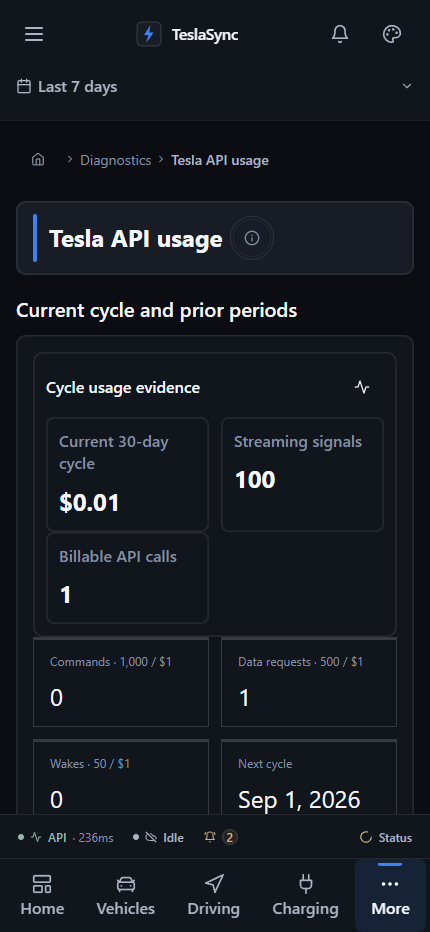 TeslaSync
Last 7 days
Diagnostics
Tesla API usage
Tesla API usage
Current cycle and prior periods
Cycle usage evidence
Current 30-day
cycle
$0.01
Streaming signals
100
Billable API calls
1
Commands · 1,000 / $1
0
Data requests · 500 / $1
1
Wakes · 50 / $1
0
Next cycle
Sep 1, 2026
API · 236ms
Idle
2
Status
Home
Vehicles
Driving
Charging
More